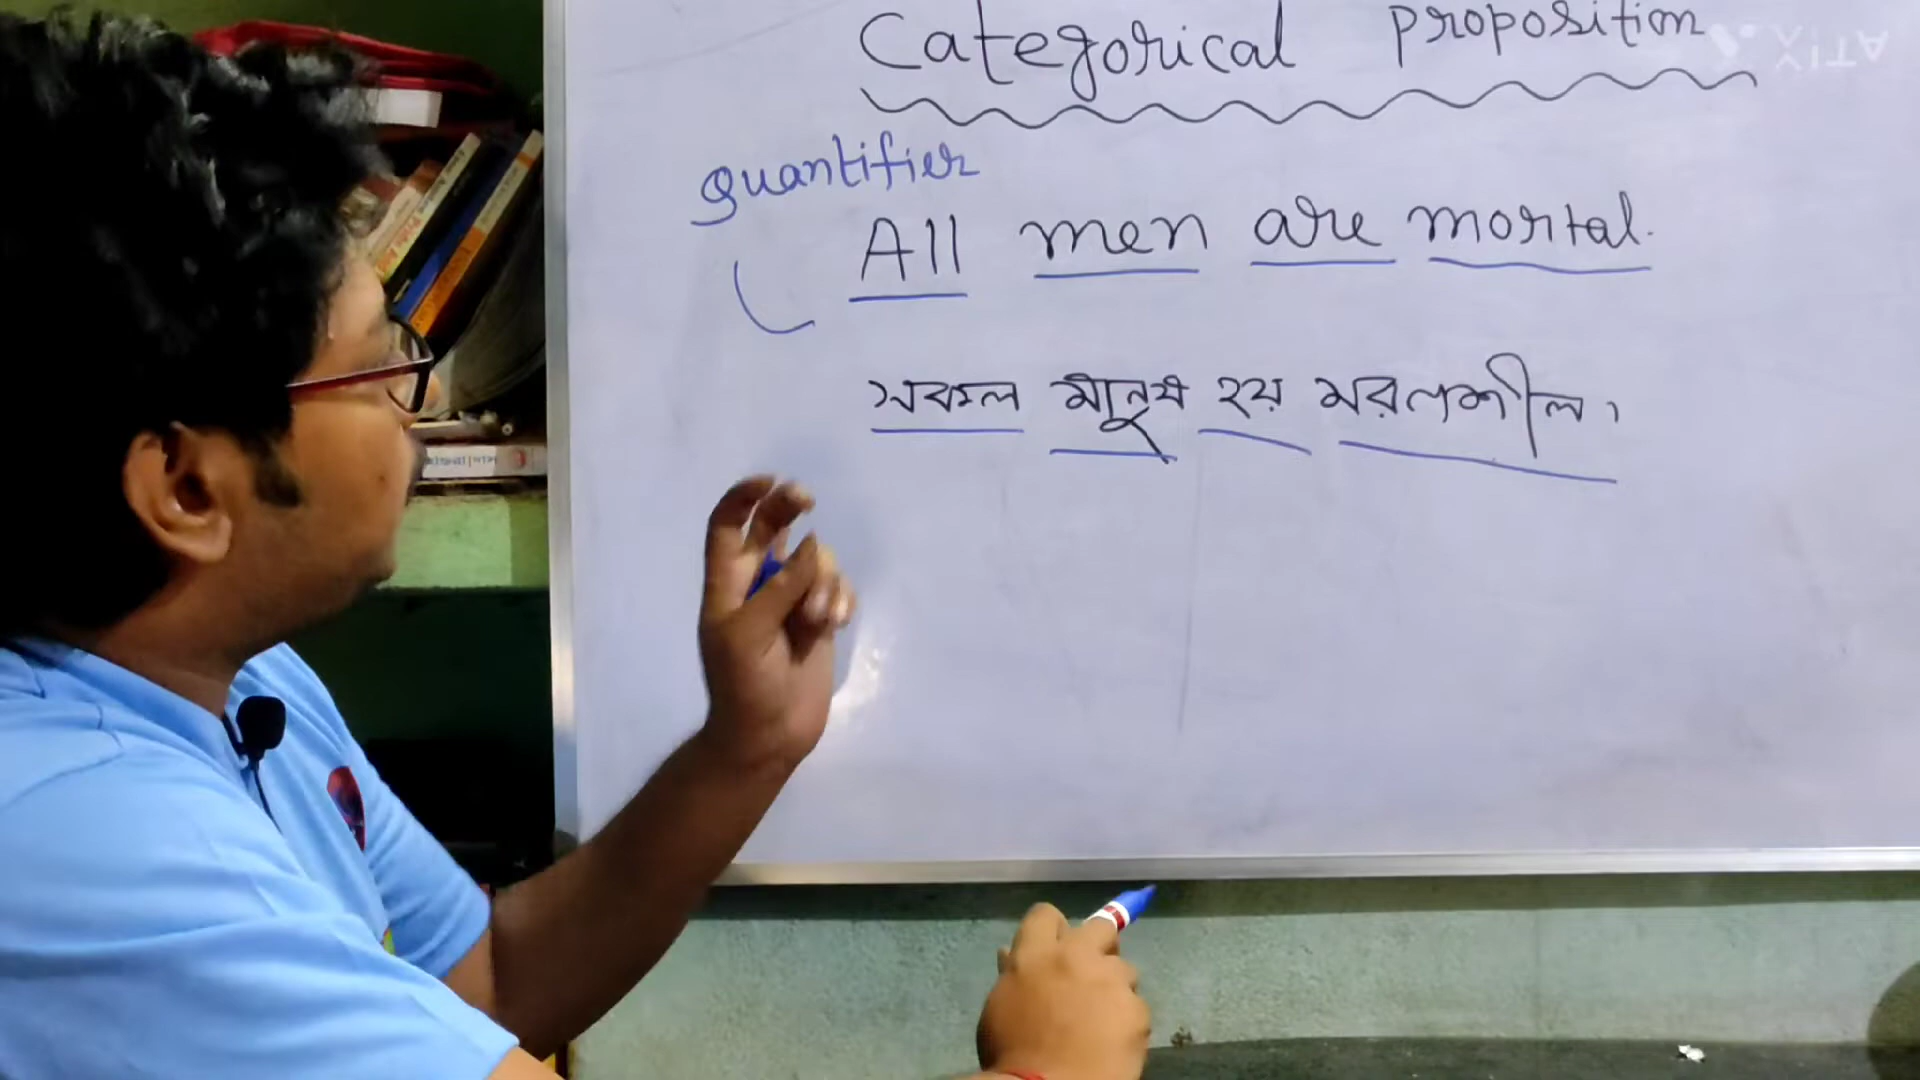 Categorical proposition
quantifier
All men are mortal.
সকল মানুষ হয় মরণশীল।